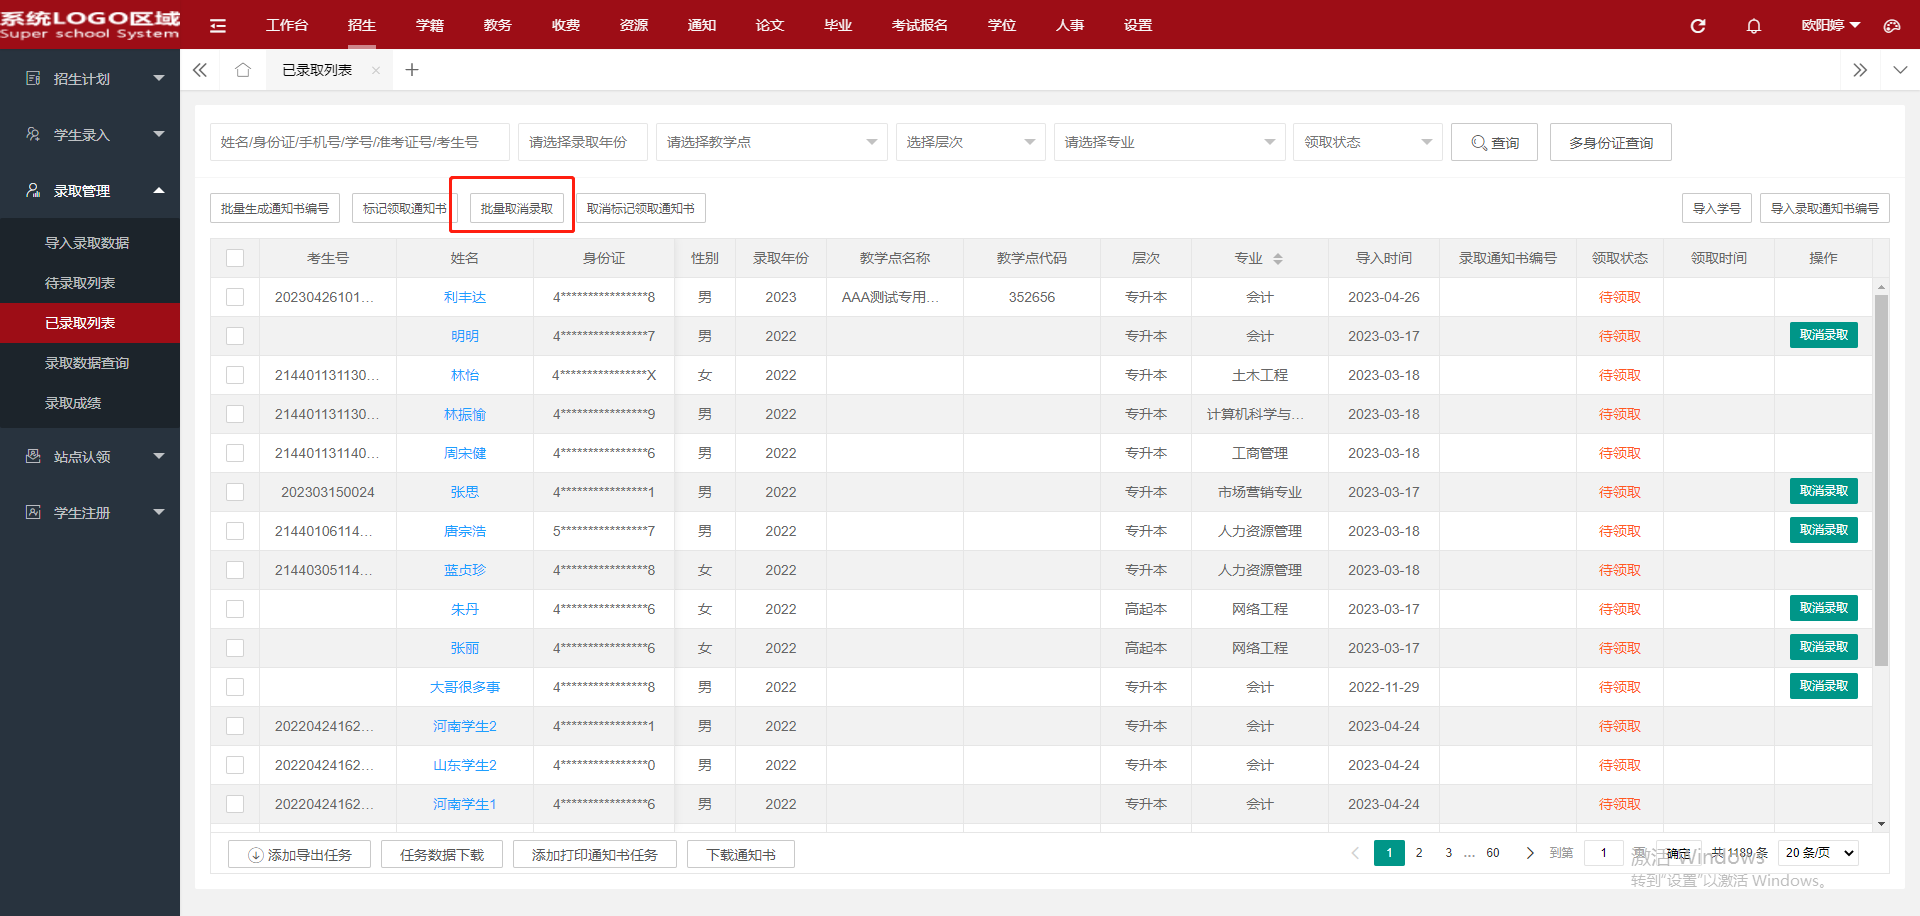 系统LOGO区域
Super school System
工作台 招生 学籍 教务 收费 资源 通知 论文 毕业 考试报名 学位 人事 设置 欧阳婷
招生计划
学生录入
录取管理
导入录取数据
待录取列表
已录取列表
录取数据查询
录取成绩
站点认领
学生注册
已录取列表
姓名/身份证/手机号/学号/准考证号/考生号 请选择录取年份 请选择教学点 选择层次 请选择专业 领取状态 查询 多身份证查询
批量生成通知书编号 标记领取通知书 批量取消录取 取消标记领取通知书 导入学号 导入录取通知书编号
考生号 姓名 身份证 性别 录取年份 教学点名称 教学点代码 层次 专业 导入时间 录取通知书编号 领取状态 领取时间 操作
20230426101... 利丰达 4****************8 男 2023 AAA测试专用... 352656 专升本 会计 2023-04-26 待领取
明明 4****************7 男 2022 专升本 会计 2023-03-17 待领取 取消录取
214401131130... 林怡 4****************X 女 2022 专升本 土木工程 2023-03-18 待领取
214401131130... 林振愉 4****************9 男 2022 专升本 计算机科学与... 2023-03-18 待领取
214401131140... 周宋健 4****************6 男 2022 专升本 工商管理 2023-03-18 待领取
202303150024 张思 4****************1 男 2022 专升本 市场营销专业 2023-03-17 待领取 取消录取
21440106114... 唐宗浩 5****************7 男 2022 专升本 人力资源管理 2023-03-18 待领取 取消录取
21440305114... 蓝贞珍 4****************8 女 2022 专升本 人力资源管理 2023-03-18 待领取
朱丹 4****************6 女 2022 高起本 网络工程 2023-03-17 待领取 取消录取
张丽 4****************6 女 2022 高起本 网络工程 2023-03-17 待领取 取消录取
大哥很多事 4****************8 男 2022 专升本 会计 2022-11-29 待领取 取消录取
20220424162... 河南学生2 4****************1 男 2022 专升本 会计 2023-04-24 待领取
20220424162... 山东学生2 4****************0 男 2022 专升本 会计 2023-04-24 待领取
20220424162... 河南学生1 4****************6 男 2022 专升本 会计 2023-04-24 待领取
添加导出任务 任务数据下载 添加打印通知书任务 下载通知书 1 2 3 ... 60 到第 1 页 确定 共 1189 条 20 条/页
激活 Windows
转到"设置"以激活 Windows。